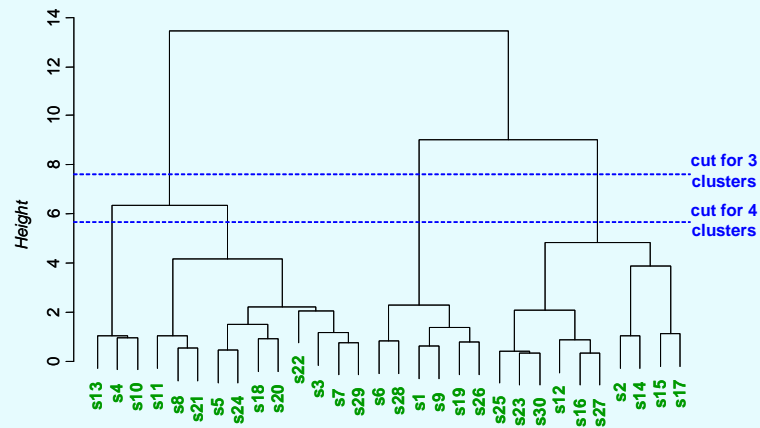 14
12
10
8
6
4
2
0
Height
cut for 3
clusters
cut for 4
clusters
s13
s4
s10
s11
s8
s21
s5
s24
s18
s20
s22
s3
s7
s29
s6
s28
s1
s9
s19
s26
s25
s23
s30
s12
s16
s27
s2
s14
s15
s17